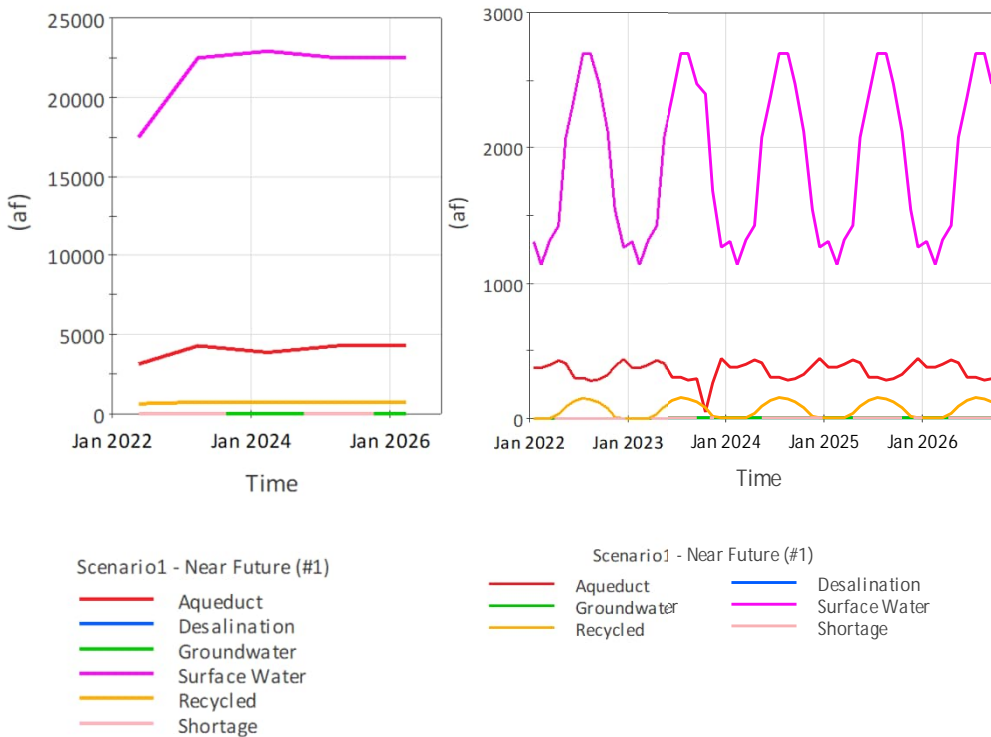 25000
20000
15000
10000
5000
0
(af)
Jan 2022
Jan 2024
Jan 2026
Time
Scenario1 - Near Future (#1)
Aqueduct
Desalination
Groundwater
Surface Water
Recycled
Shortage
3000
2000
1000
0
(af)
Jan 2022
Jan 2023
Jan 2024
Jan 2025
Jan 2026
Time
Scenario1 - Near Future (#1)
Aqueduct
Groundwater
Recycled
Desalination
Surface Water
Shortage